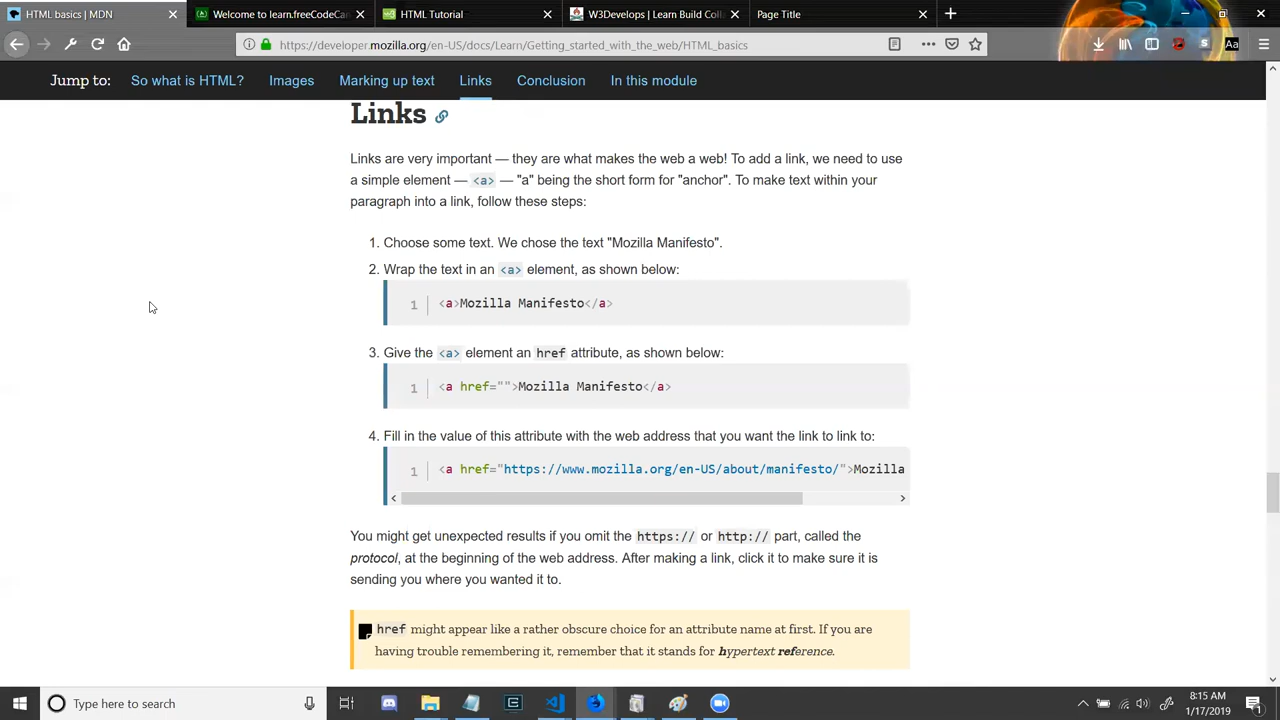 HTML basics | MDN
Welcome to learn.freeCodeCa
HTML Tutorial
W3Develops | Learn Build Coll
Page Title
https://developer.mozilla.org/en-US/docs/Learn/Getting_started_with_the_web/HTML_basics
Aa
Jump to: So what is HTML? Images Marking up text Links Conclusion In this module
Links
Links are very important — they are what makes the web a web! To add a link, we need to use
a simple element — <a> — "a" being the short form for "anchor". To make text within your
paragraph into a link, follow these steps:
1. Choose some text. We chose the text "Mozilla Manifesto".
2. Wrap the text in an <a> element, as shown below:
1 <a>Mozilla Manifesto</a>
3. Give the <a> element an href attribute, as shown below:
1 <a href="">Mozilla Manifesto</a>
4. Fill in the value of this attribute with the web address that you want the link to link to:
1 <a href="https://www.mozilla.org/en-US/about/manifesto/">Mozilla
You might get unexpected results if you omit the https:// or http:// part, called the
protocol, at the beginning of the web address. After making a link, click it to make sure it is
sending you where you wanted it to.
href might appear like a rather obscure choice for an attribute name at first. If you are
having trouble remembering it, remember that it stands for hypertext reference.
Type here to search
8:15 AM
1/17/2019